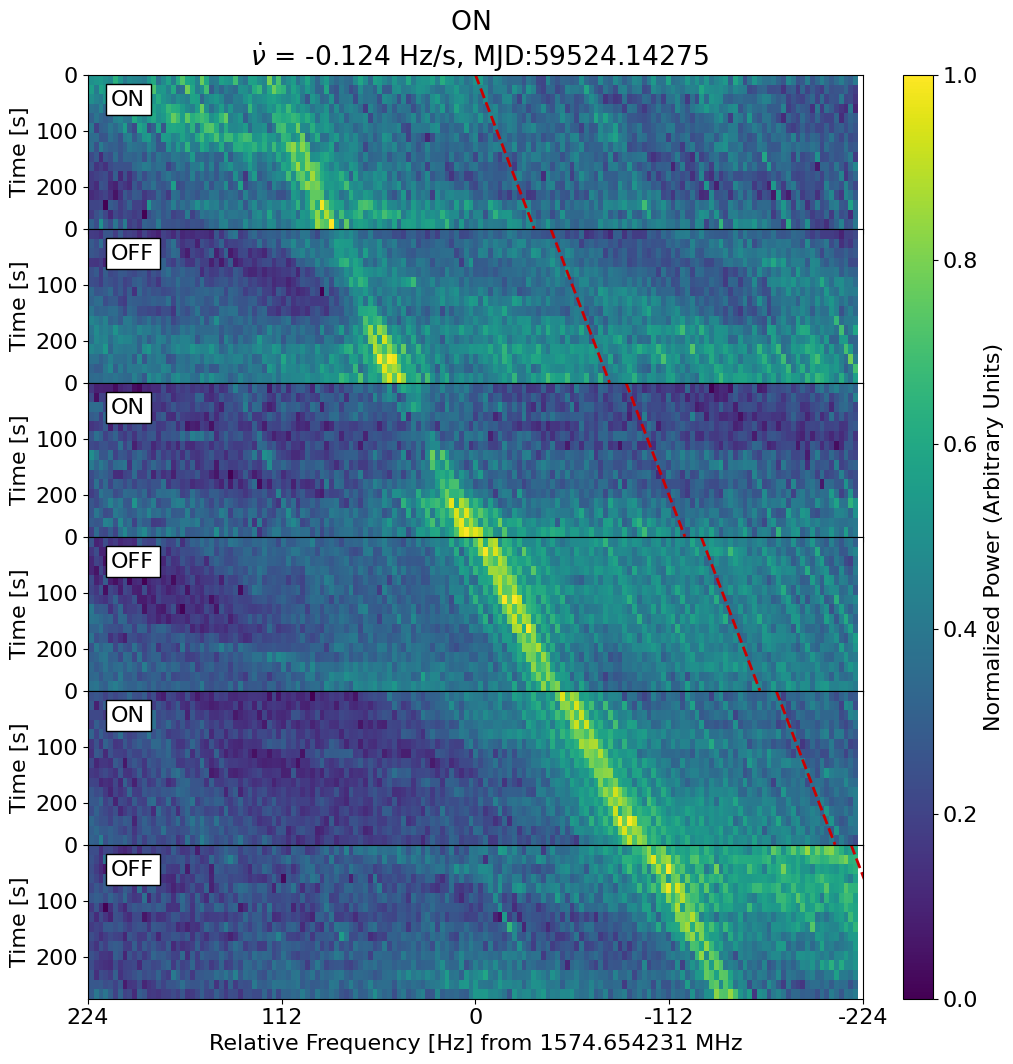 ON
ν̇ = -0.124 Hz/s, MJD:59524.14275
Time [s]
0
100
200
ON
Time [s]
0
100
200
OFF
Time [s]
0
100
200
ON
Time [s]
0
100
200
OFF
Time [s]
0
100
200
ON
Time [s]
0
100
200
OFF
224 112 0 -112 -224
Relative Frequency [Hz] from 1574.654231 MHz
1.0
0.8
0.6
0.4
0.2
0.0
Normalized Power (Arbitrary Units)